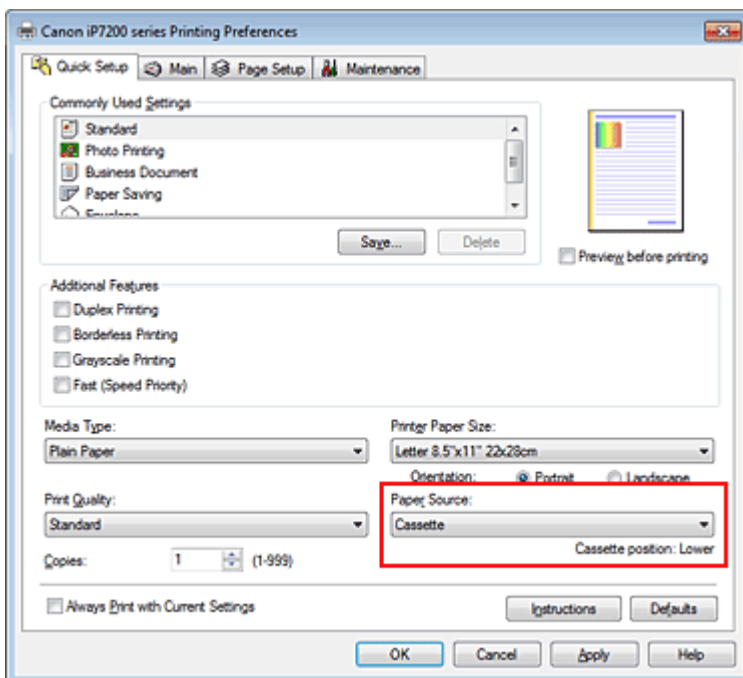 Canon iP7200 series Printing Preferences
Quick Setup Main Page Setup Maintenance
Commonly Used Settings
Standard
Photo Printing
Business Document
Paper Saving
Envelope
Save... Delete
Preview before printing
Additional Features
Duplex Printing
Borderless Printing
Grayscale Printing
Fast (Speed Priority)
Media Type:
Plain Paper
Printer Paper Size:
Letter 8.5"x11" 22x28cm
Orientation: Portrait Landscape
Print Quality:
Standard
Paper Source:
Cassette
Cassette position: Lower
Copies: 1 (1-999)
Always Print with Current Settings
Instructions Defaults
OK Cancel Apply Help